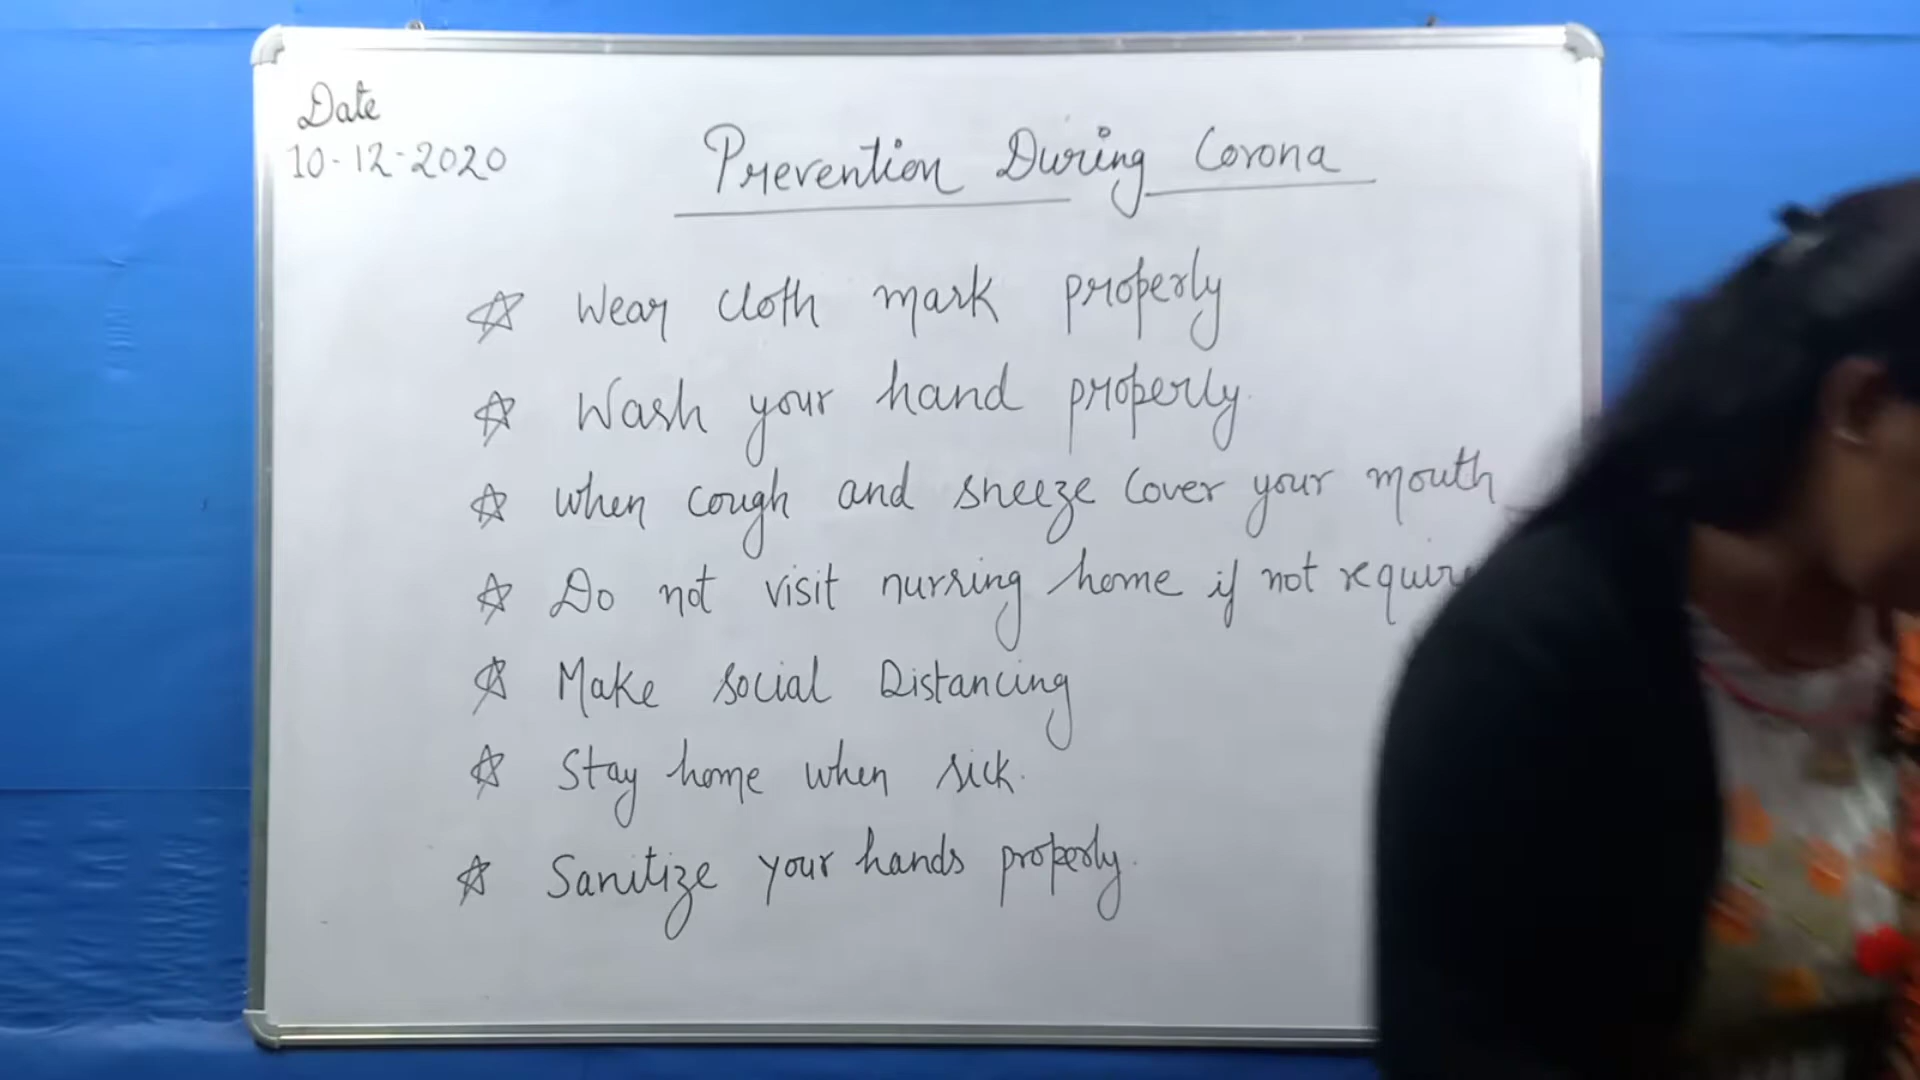 Date
10-12-2020
Prevention During Corona
Wear cloth mask properly
Wash your hand properly.
When cough and sneeze cover your mouth
Do not visit nursing home if not
Make social Distancing
Stay home when sick.
Sanitize your hands properly.